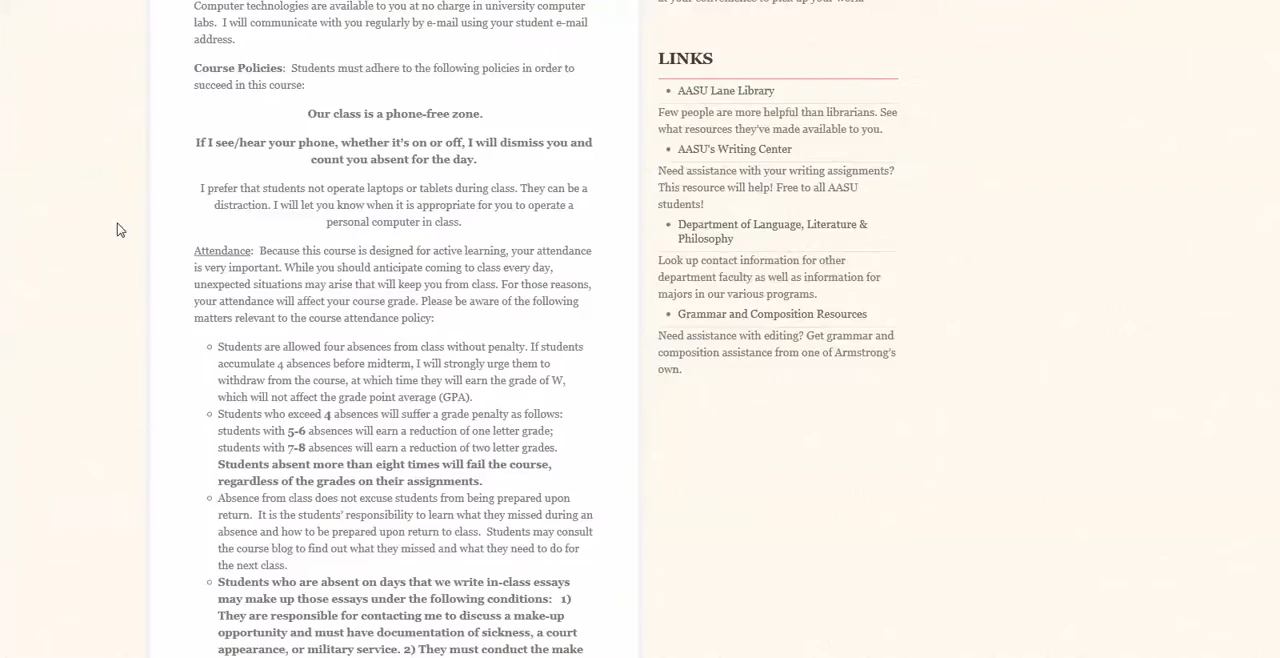 Computer technologies are available to you at no charge in university computer
labs.  I will communicate with you regularly by e-mail using your student e-mail
address.
Course Policies:  Students must adhere to the following policies in order to
succeed in this course:
Our class is a phone-free zone.
If I see/hear your phone, whether it's on or off, I will dismiss you and
count you absent for the day.
I prefer that students not operate laptops or tablets during class. They can be a
distraction. I will let you know when it is appropriate for you to operate a
personal computer in class.
Attendance:  Because this course is designed for active learning, your attendance
is very important. While you should anticipate coming to class every day,
unexpected situations may arise that will keep you from class. For those reasons,
your attendance will affect your course grade. Please be aware of the following
matters relevant to the course attendance policy:
Students are allowed four absences from class without penalty. If students
accumulate 4 absences before midterm, I will strongly urge them to
withdraw from the course, at which time they will earn the grade of W,
which will not affect the grade point average (GPA).
Students who exceed 4 absences will suffer a grade penalty as follows:
students with 5-6 absences will earn a reduction of one letter grade;
students with 7-8 absences will earn a reduction of two letter grades.
Students absent more than eight times will fail the course,
regardless of the grades on their assignments.
Absence from class does not excuse students from being prepared upon
return.  It is the students' responsibility to learn what they missed during an
absence and how to be prepared upon return to class.  Students may consult
the course blog to find out what they missed and what they need to do for
the next class.
Students who are absent on days that we write in-class essays
may make up those essays under the following conditions:   1)
They are responsible for contacting me to discuss a make-up
opportunity and must have documentation of sickness, a court
appearance, or military service. 2) They must conduct the make
at your convenience to pick up your work
LINKS
AASU Lane Library
Few people are more helpful than librarians. See
what resources they've made available to you.
AASU's Writing Center
Need assistance with your writing assignments?
This resource will help! Free to all AASU
students!
Department of Language, Literature &
Philosophy
Look up contact information for other
department faculty as well as information for
majors in our various programs.
Grammar and Composition Resources
Need assistance with editing? Get grammar and
composition assistance from one of Armstrong's
own.